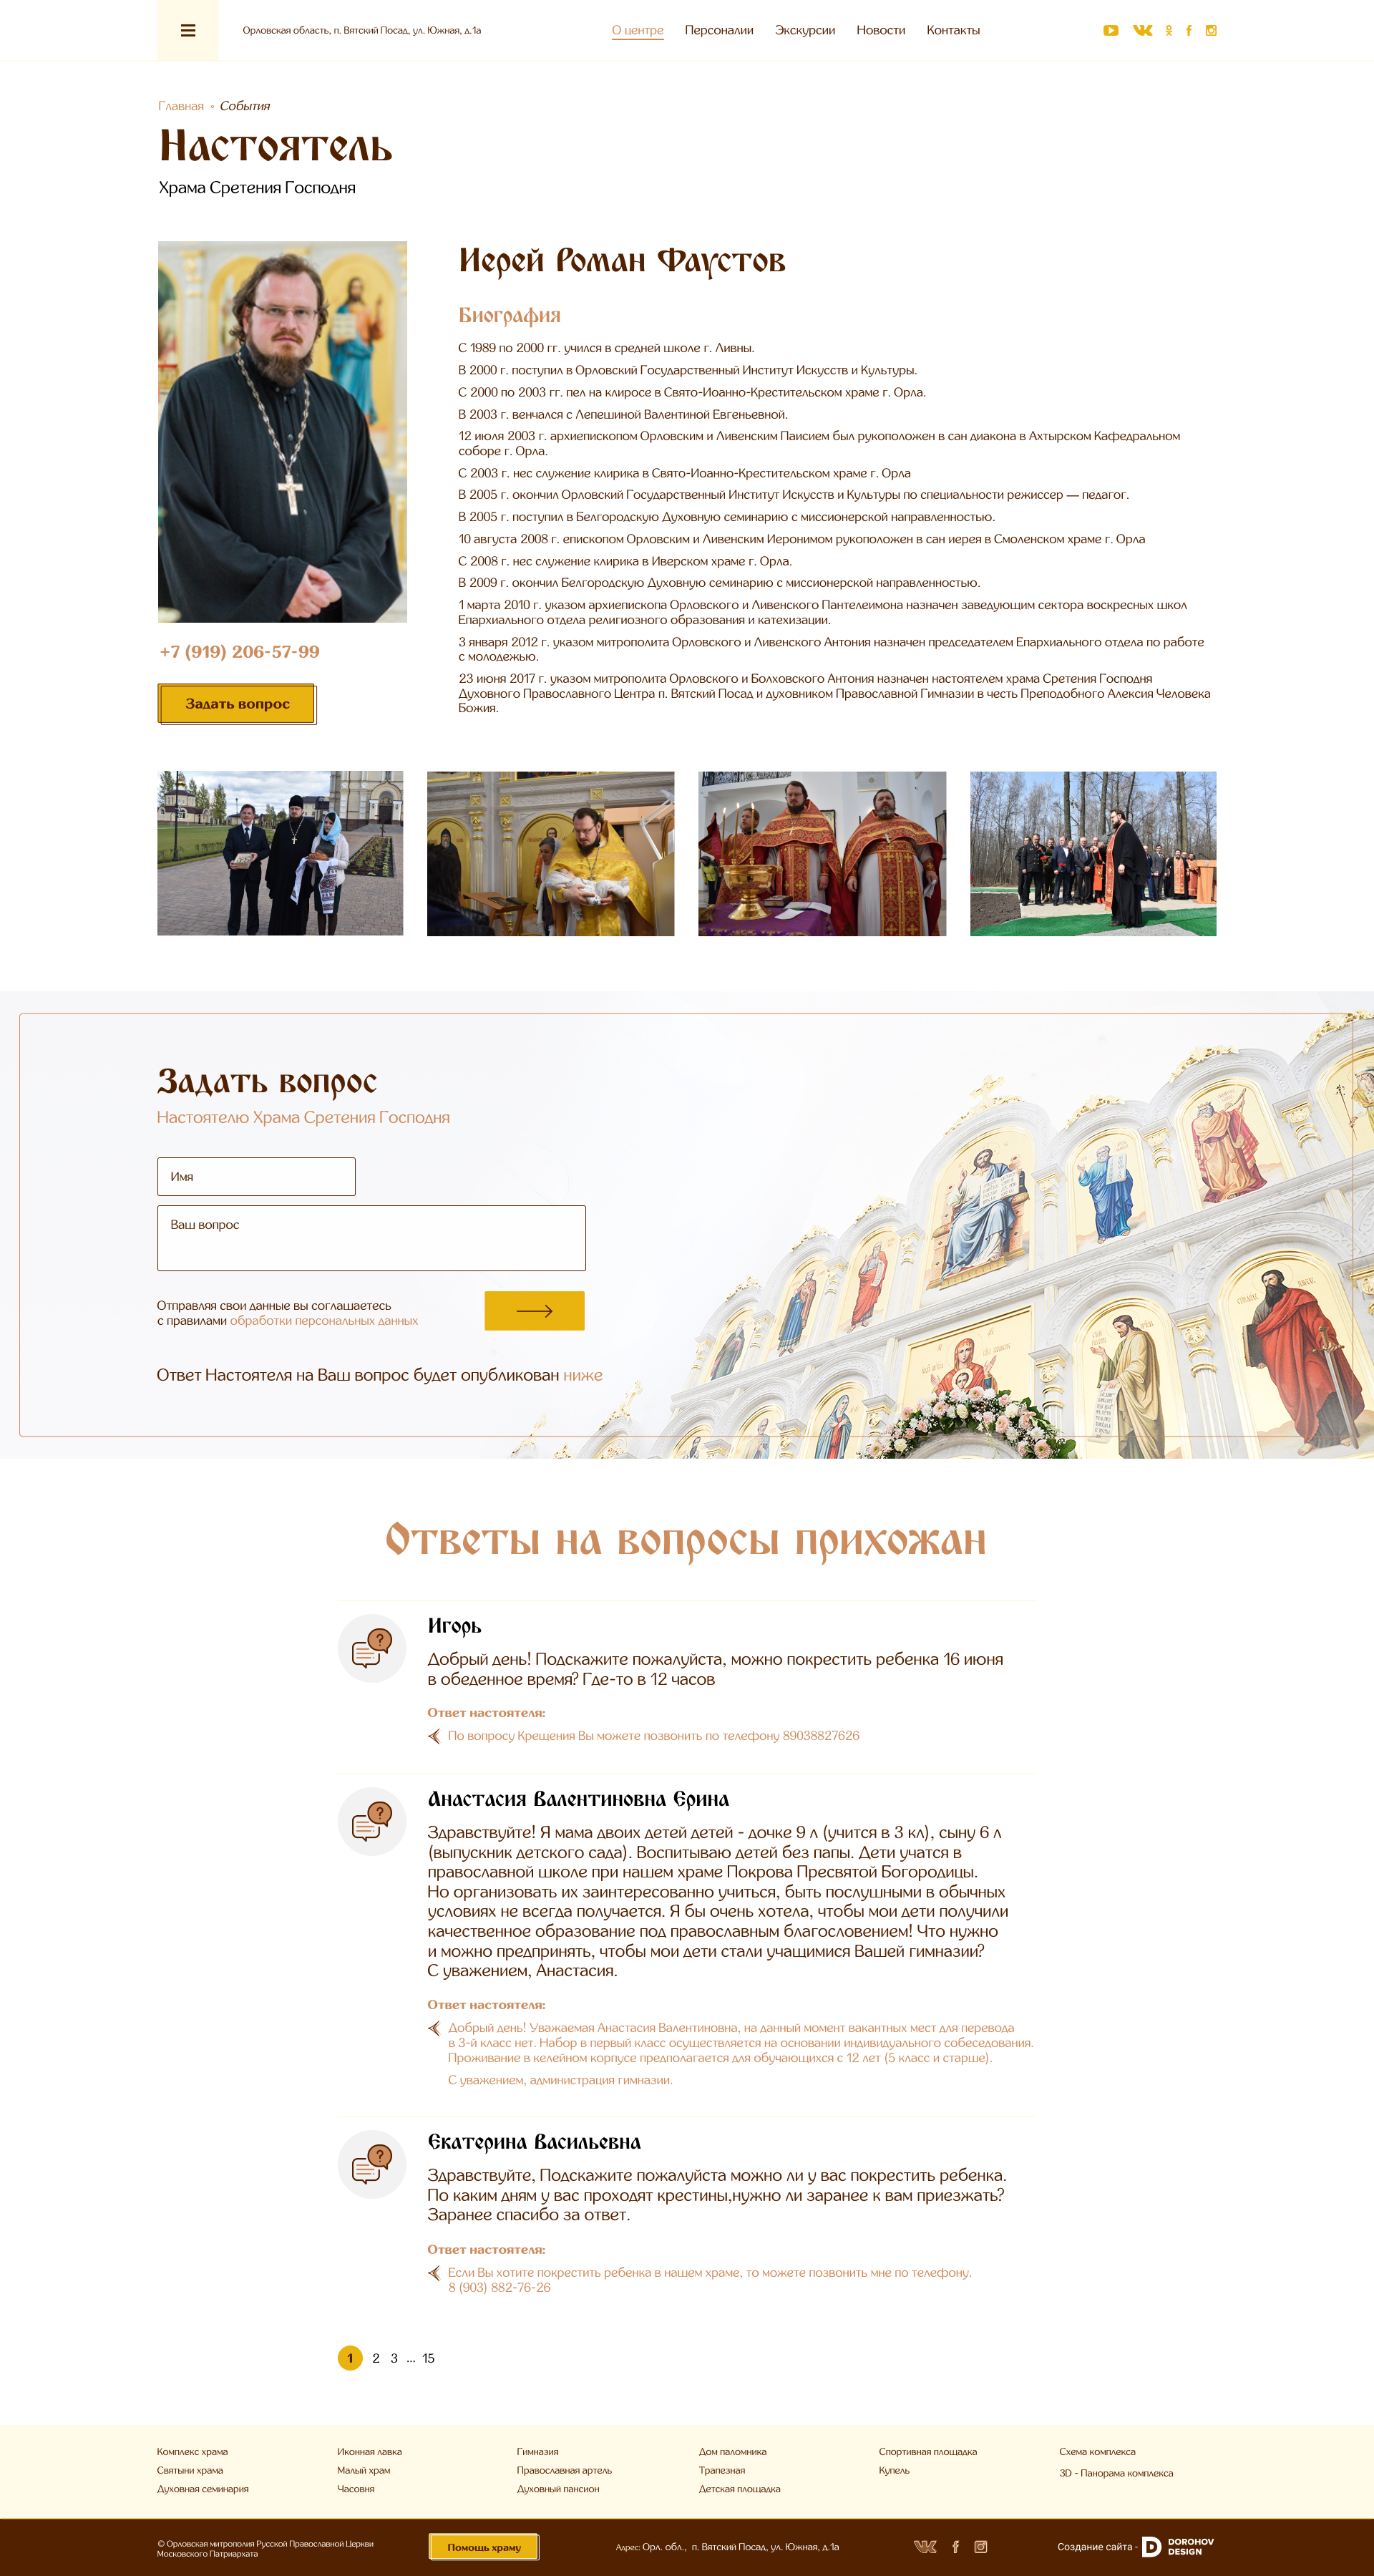 Орловская область, п. Вятский Посад, ул. Южная, д.1а
О центре
Персоналии
Экскурсии
Новости
Контакты
Главная
События
Настоятель
Храма Сретения Господня
Иерей Роман Фаустов
Биография
С 1989 по 2000 гг. учился в средней школе г. Ливны.
В 2000 г. поступил в Орловский Государственный Институт Искусств и Культуры.
С 2000 по 2003 гг. пел на клиросе в Свято-Иоанно-Крестительском храме г. Орла.
В 2003 г. венчался с Лепешиной Валентиной Евгеньевной.
12 июля 2003 г. архиепископом Орловским и Ливенским Паисием был рукоположен в сан диакона в Ахтырском Кафедральном
соборе г. Орла.
С 2003 г. нес служение клирика в Свято-Иоанно-Крестительском храме г. Орла
В 2005 г. окончил Орловский Государственный Институт Искусств и Культуры по специальности режиссер — педагог.
В 2005 г. поступил в Белгородскую Духовную семинарию с миссионерской направленностью.
10 августа 2008 г. епископом Орловским и Ливенским Иеронимом рукоположен в сан иерея в Смоленском храме г. Орла
С 2008 г. нес служение клирика в Иверском храме г. Орла.
В 2009 г. окончил Белгородскую Духовную семинарию с миссионерской направленностью.
1 марта 2010 г. указом архиепископа Орловского и Ливенского Пантелеимона назначен заведующим сектора воскресных школ
Епархиального отдела религиозного образования и катехизации.
3 января 2012 г. указом митрополита Орловского и Ливенского Антония назначен председателем Епархиального отдела по работе
с молодежью.
23 июня 2017 г. указом митрополита Орловского и Болховского Антония назначен настоятелем храма Сретения Господня
Духовного Православного Центра п. Вятский Посад и духовником Православной Гимназии в честь Преподобного Алексия Человека
Божия.
+7 (919) 206-57-99
Задать вопрос
Задать вопрос
Настоятелю Храма Сретения Господня
Имя
Ваш вопрос
Отправляя свои данные вы соглашаетесь
с правилами обработки персональных данных
Ответ Настоятеля на Ваш вопрос будет опубликован ниже
Ответы на вопросы прихожан
Игорь
Добрый день! Подскажите пожалуйста, можно покрестить ребенка 16 июня
в обеденное время? Где-то в 12 часов
Ответ настоятеля:
По вопросу Крещения Вы можете позвонить по телефону 89038827626
Анастасия Валентиновна Ерина
Здравствуйте! Я мама двоих детей детей - дочке 9 л (учится в 3 кл), сыну 6 л
(выпускник детского сада). Воспитываю детей без папы. Дети учатся в
православной школе при нашем храме Покрова Пресвятой Богородицы.
Но организовать их заинтересованно учиться, быть послушными в обычных
условиях не всегда получается. Я бы очень хотела, чтобы мои дети получили
качественное образование под православным благословением! Что нужно
и можно предпринять, чтобы мои дети стали учащимися Вашей гимназии?
С уважением, Анастасия.
Ответ настоятеля:
Добрый день! Уважаемая Анастасия Валентиновна, на данный момент вакантных мест для перевода
в 3-й класс нет. Набор в первый класс осуществляется на основании индивидуального собеседования.
Проживание в келейном корпусе предполагается для обучающихся с 12 лет (5 класс и старше).
С уважением, администрация гимназии.
Екатерина Васильевна
Здравствуйте, Подскажите пожалуйста можно ли у вас покрестить ребенка.
По каким дням у вас проходят крестины,нужно ли заранее к вам приезжать?
Заранее спасибо за ответ.
Ответ настоятеля:
Если Вы хотите покрестить ребенка в нашем храме, то можете позвонить мне по телефону.
8 (903) 882-76-26
1 2 3 ... 15
Комплекс храма
Святыни храма
Духовная семинария
Иконная лавка
Малый храм
Часовня
Гимназия
Православная артель
Духовный пансион
Дом паломника
Трапезная
Детская площадка
Спортивная площадка
Купель
Схема комплекса
3D - Панорама комплекса
© Орловская митрополия Русской Православной Церкви
Московского Патриархата
Помощь храму
Адрес: Орл. обл., п. Вятский Посад, ул. Южная, д.1а
Создание сайта -
DOROHOV
DESIGN